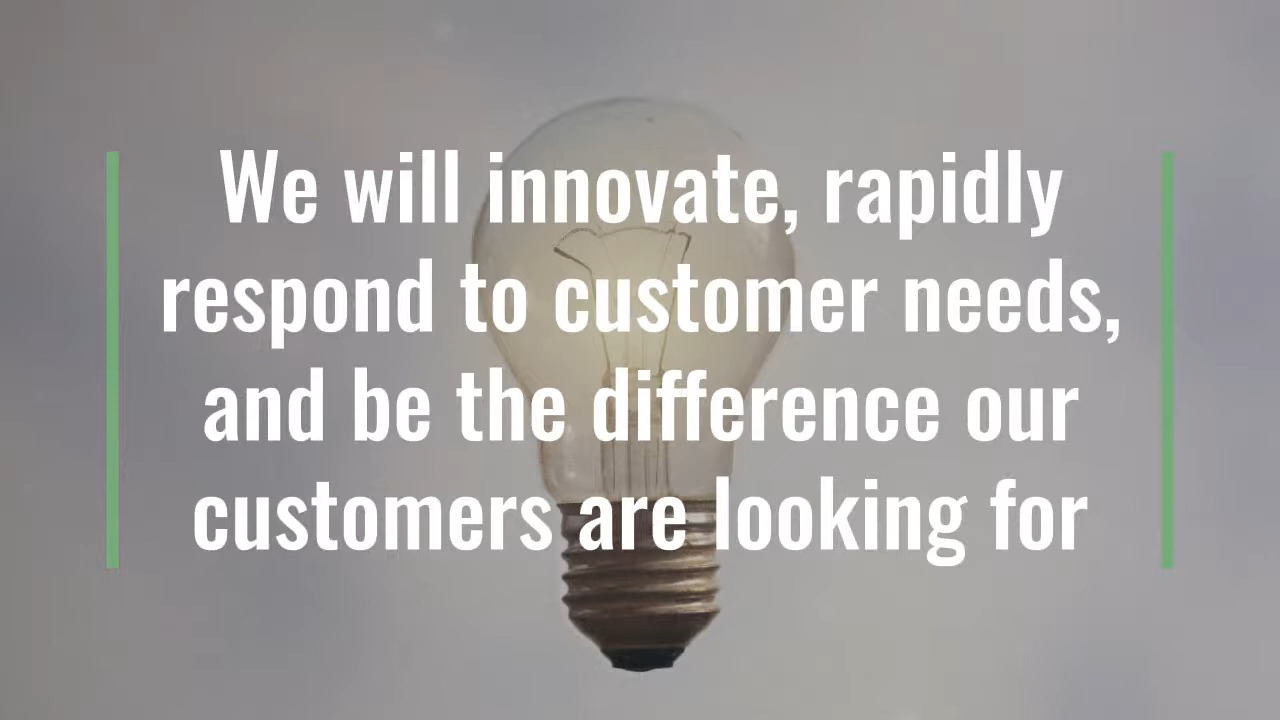 We will innovate, rapidly
respond to customer needs,
and be the difference our
customers are looking for